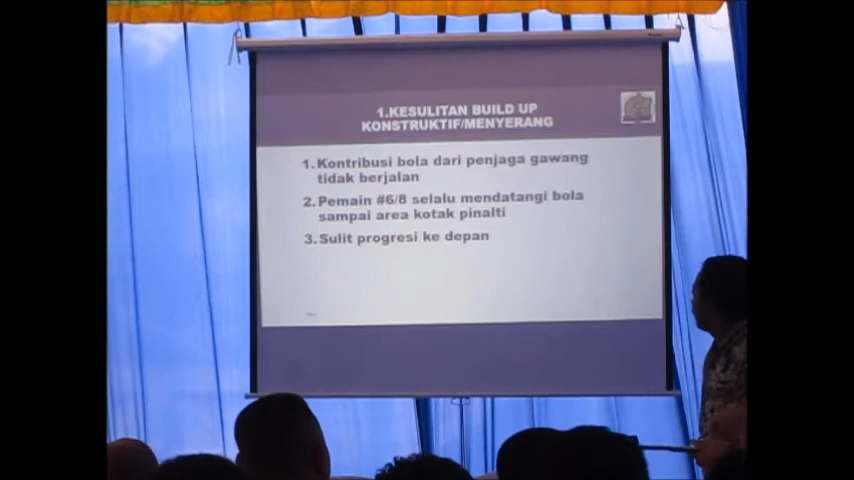 1.KESULITAN BUILD UP
KONSTRUKTIF/MENYERANG
1. Kontribusi bola dari penjaga gawang
tidak berjalan
2. Pemain #6/8 selalu mendatangi bola
sampai area kotak pinalti
3. Sulit progresi ke depan